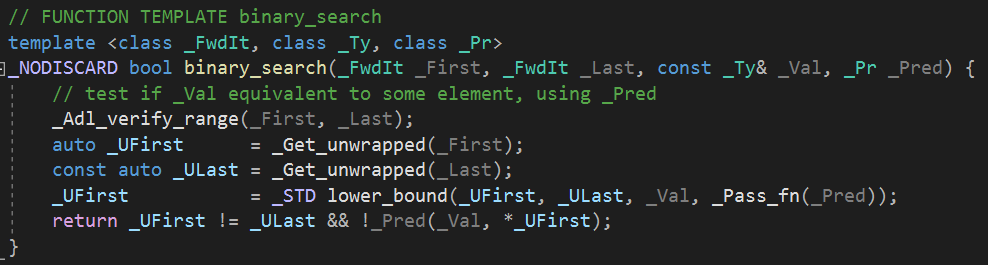 // FUNCTION TEMPLATE binary_search
template <class _FwdIt, class _Ty, class _Pr>
_NODISCARD bool binary_search(_FwdIt _First, _FwdIt _Last, const _Ty& _Val, _Pr _Pred) {
    // test if _Val equivalent to some element, using _Pred
    _Adl_verify_range(_First, _Last);
    auto _UFirst      = _Get_unwrapped(_First);
    const auto _ULast = _Get_unwrapped(_Last);
    _UFirst           = _STD lower_bound(_UFirst, _ULast, _Val, _Pass_fn(_Pred));
    return _UFirst != _ULast && !_Pred(_Val, *_UFirst);
}